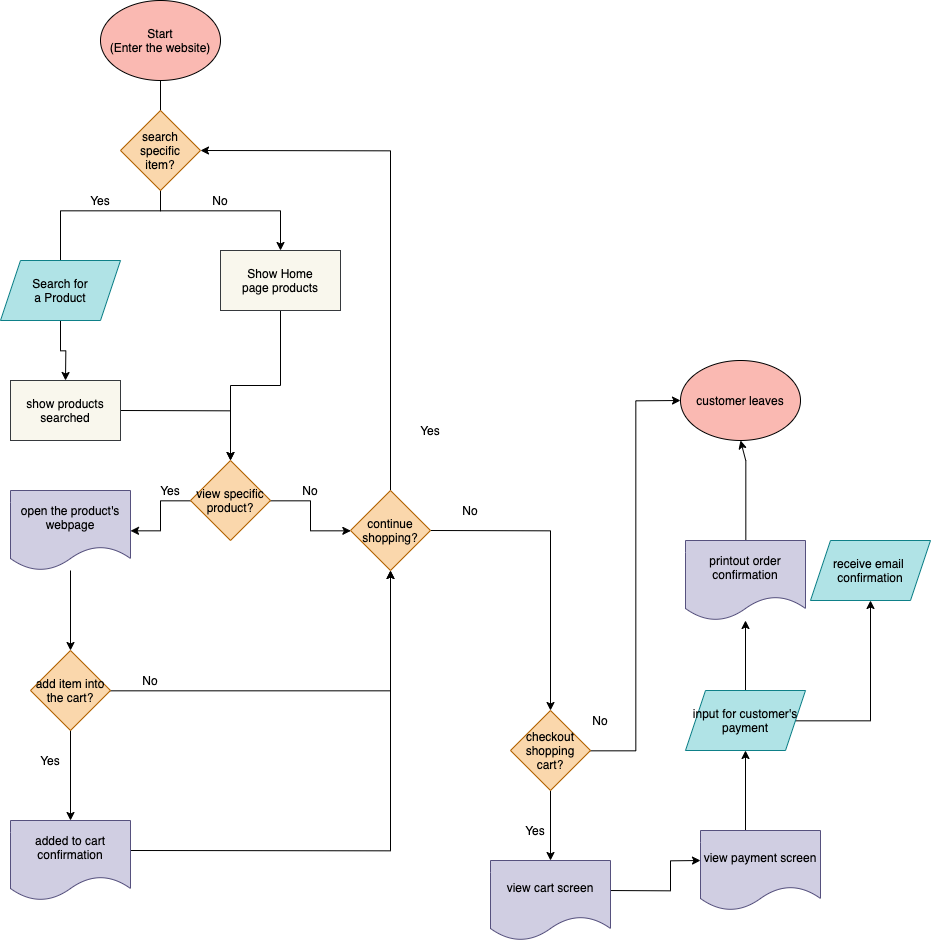 Start
(Enter the website)
search
specific
item?
Yes
No
Search for
a Product
Show Home
page products
show products
searched
customer leaves
Yes
view specific
product?
Yes
No
open the product's
webpage
continue
shopping?
No
printout order
confirmation
receive email
confirmation
add item into
the cart?
No
Yes
input for customer's
payment
checkout
shopping
cart?
No
Yes
added to cart
confirmation
view cart screen
view payment screen